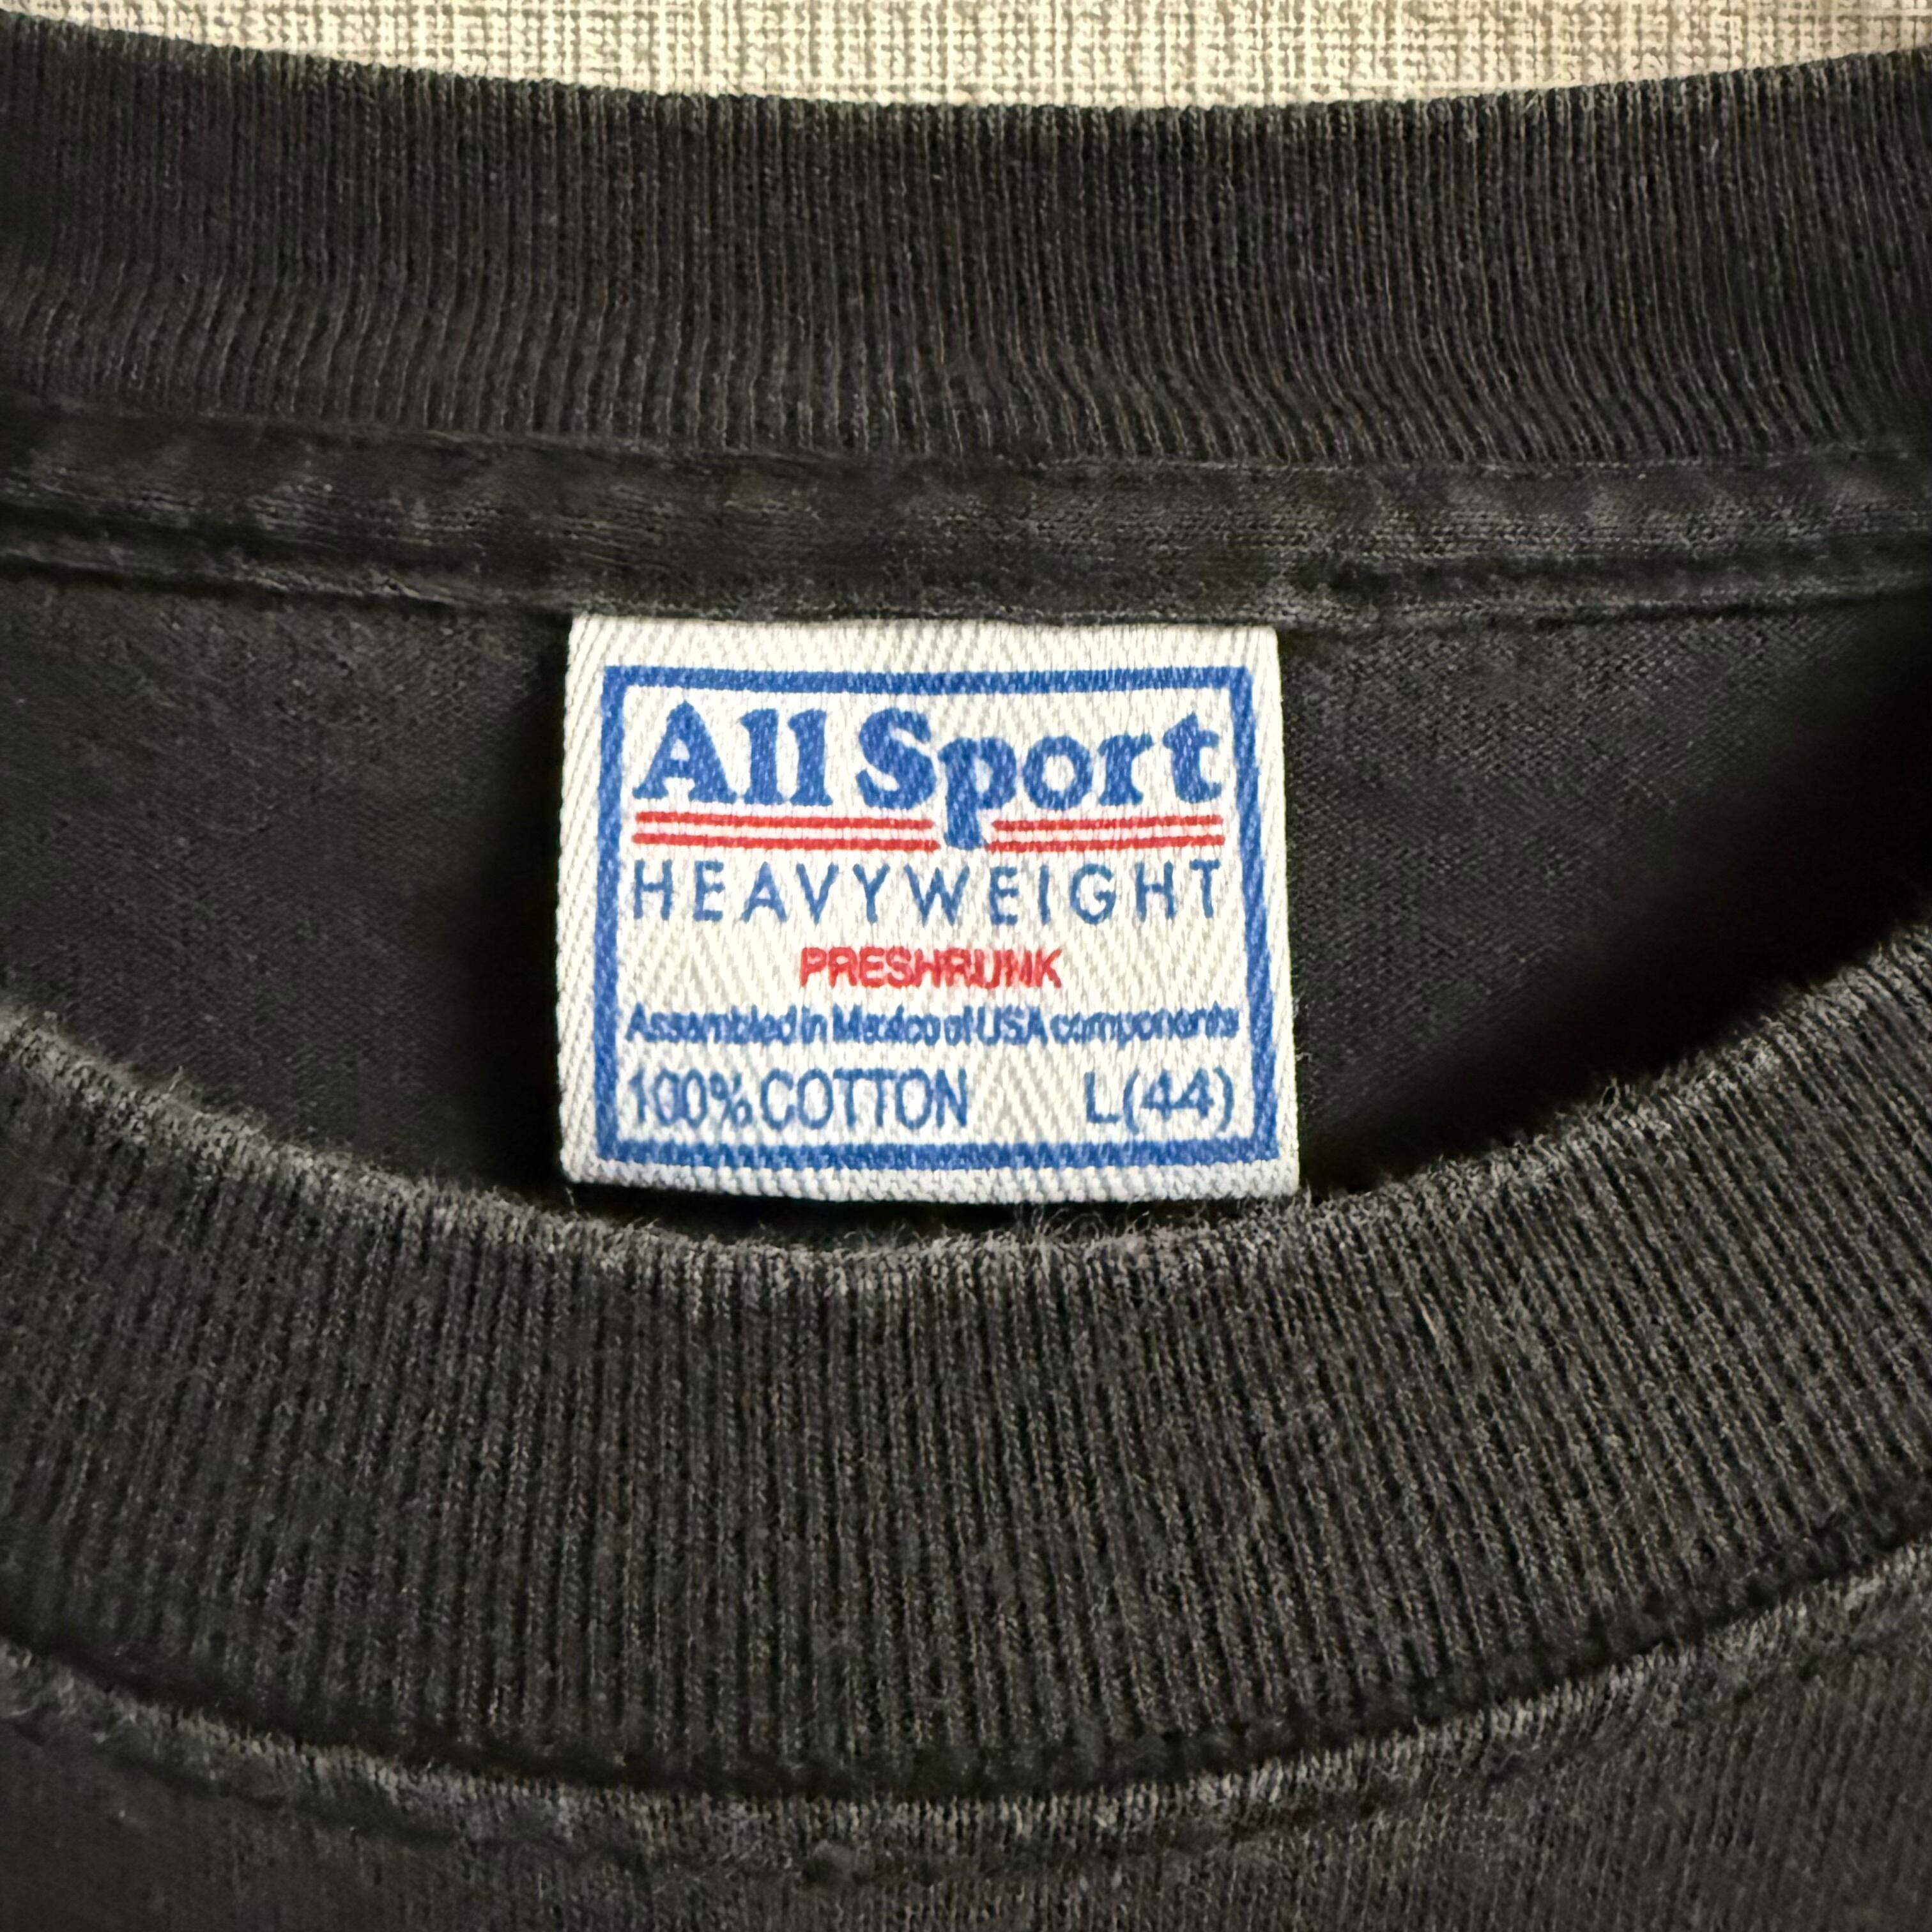 All Sport
HEAVYWEIGHT
PRESHRUNK
Assembled in Mexico of USA components
100% COTTON L(44)